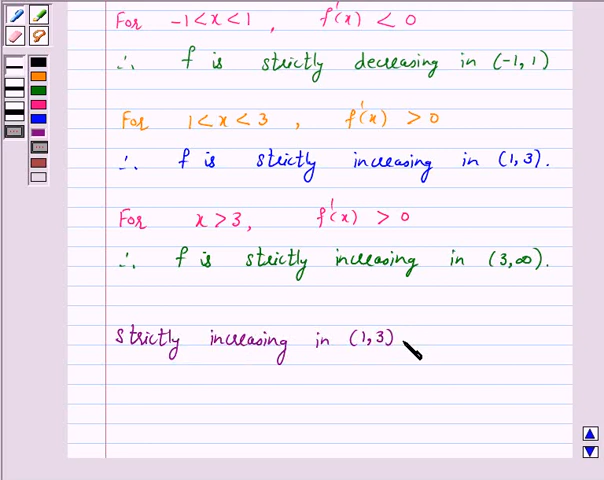 For -1 < x < 1 , f'(x) < 0
∴ f is strictly decreasing in (-1, 1)
For 1 < x < 3 , f'(x) > 0
∴ f is strictly increasing in (1, 3).
For x > 3, f'(x) > 0
∴ f is strictly increasing in (3, ∞).
Strictly increasing in (1, 3)